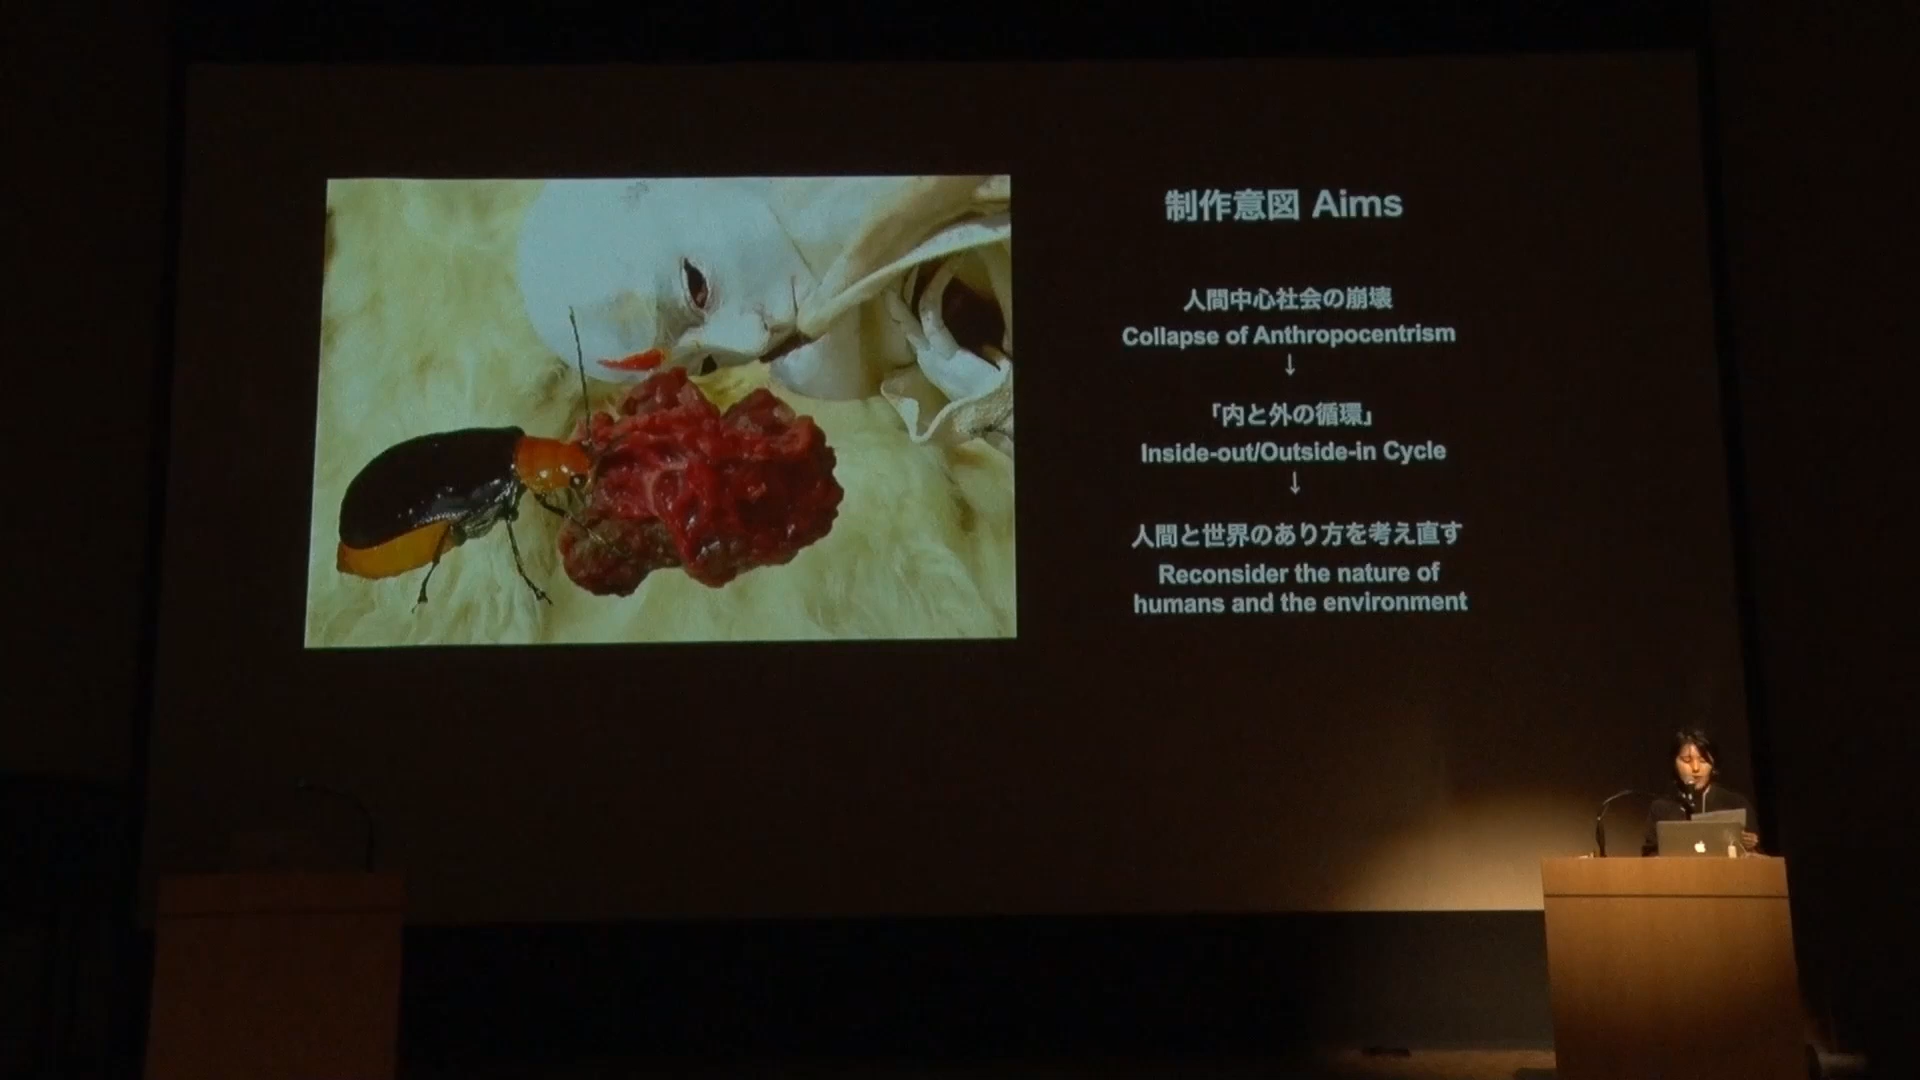 制作意図 Aims
人間中心社会の崩壊
Collapse of Anthropocentrism
↓
「内と外の循環」
Inside-out/Outside-in Cycle
↓
人間と世界のあり方を考え直す
Reconsider the nature of
humans and the environment